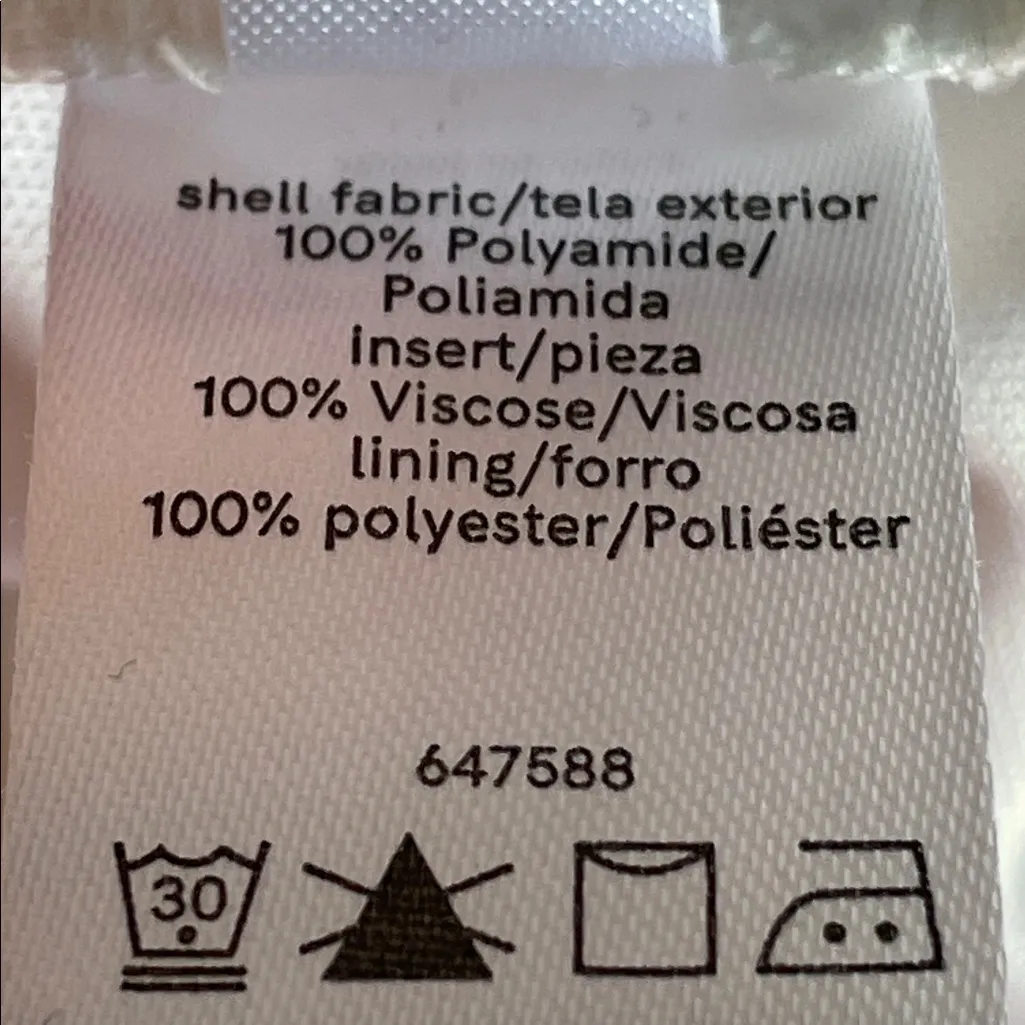 shell fabric/tela exterior
100% Polyamide/
Poliamida
insert/pieza
100% Viscose/Viscosa
lining/forro
100% polyester/Poliéster
647588
30